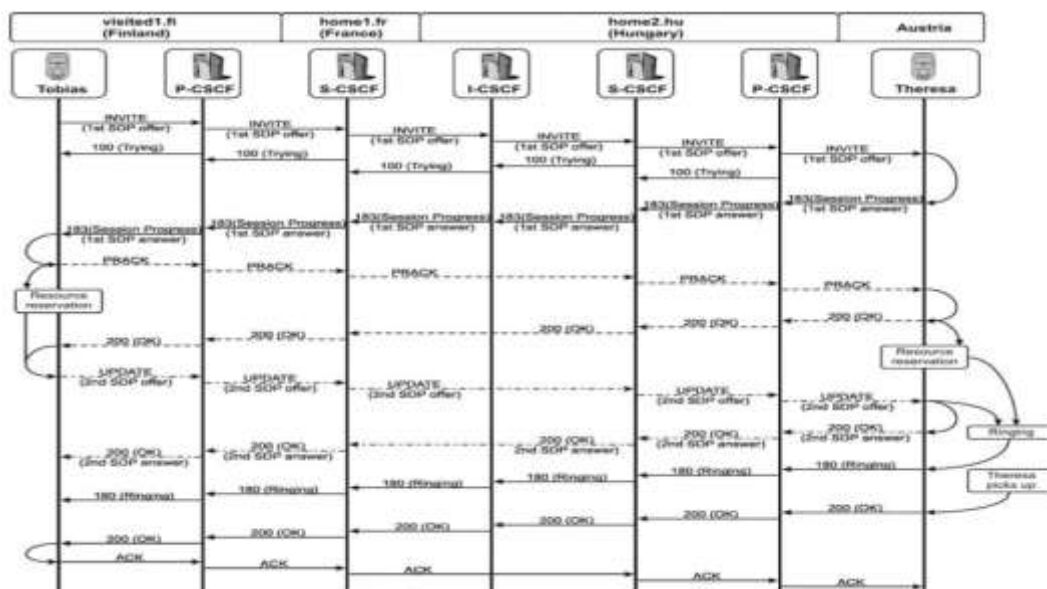 visited1.fi
(Finland)
home1.fr
(France)
home2.hu
(Hungary)
Austria
Tobias
P-CSCF
S-CSCF
I-CSCF
S-CSCF
P-CSCF
Theresa
INVITE
(1st SDP offer)
INVITE
(1st SDP offer)
INVITE
(1st SDP offer)
INVITE
(1st SDP offer)
INVITE
(1st SDP offer)
INVITE
(1st SDP offer)
100 (Trying)
100 (Trying)
100 (Trying)
100 (Trying)
100 (Trying)
183(Session Progress)
(1st SDP answer)
183(Session Progress)
(1st SDP answer)
183(Session Progress)
(1st SDP answer)
183(Session Progress)
(1st SDP answer)
183(Session Progress)
(1st SDP answer)
183(Session Progress)
(1st SDP answer)
PRACK
PRACK
PRACK
PRACK
PRACK
Resource
reservation
200 (OK)
200 (OK)
200 (OK)
200 (OK)
200 (OK)
Resource
reservation
UPDATE
(2nd SDP offer)
UPDATE
(2nd SDP offer)
UPDATE
(2nd SDP offer)
UPDATE
(2nd SDP offer)
UPDATE
(2nd SDP offer)
200 (OK)
(2nd SDP answer)
200 (OK)
(2nd SDP answer)
200 (OK)
2nd SDP answer)
200 (OK)
(2nd SDP answer)
200 (OK)
(2nd SDP answer)
Ringing
180 (Ringing)
180 (Ringing)
180 (Ringing)
180 (Ringing)
180 (Ringing)
180 (Ringing)
Theresa
picks up
200 (OK)
200 (OK)
200 (OK)
200 (OK)
200 (OK)
200 (OK)
ACK
ACK
ACK
ACK
ACK